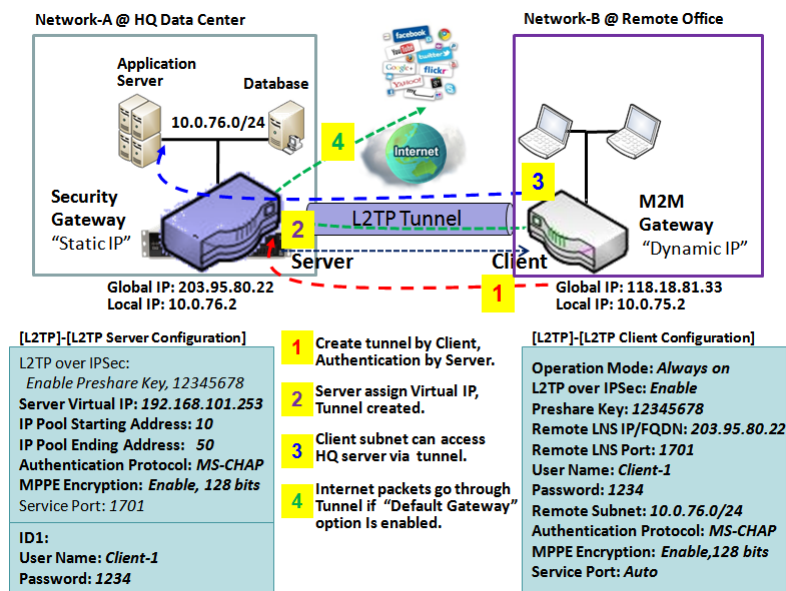 Network-A @ HQ Data Center
Network-B @ Remote Office
Application
Server
Database
10.0.76.0/24
facebook
YouTube
twitter
Google+
flickr
YAHOO!
Internet
4
3
Security
Gateway
"Static IP"
2
L2TP Tunnel
M2M
Gateway
"Dynamic IP"
Server
Client
1
Global IP: 203.95.80.22
Local IP: 10.0.76.2
Global IP: 118.18.81.33
Local IP: 10.0.75.2
[L2TP]-[L2TP Server Configuration]
L2TP over IPSec:
Enable Preshare Key, 12345678
Server Virtual IP: 192.168.101.253
IP Pool Starting Address: 10
IP Pool Ending Address: 50
Authentication Protocol: MS-CHAP
MPPE Encryption: Enable, 128 bits
Service Port: 1701
ID1:
User Name: Client-1
Password: 1234
1 Create tunnel by Client,
Authentication by Server.
2 Server assign Virtual IP,
Tunnel created.
3 Client subnet can access
HQ server via tunnel.
4 Internet packets go through
Tunnel if "Default Gateway"
option Is enabled.
[L2TP]-[L2TP Client Configuration]
Operation Mode: Always on
L2TP over IPSec: Enable
Preshare Key: 12345678
Remote LNS IP/FQDN: 203.95.80.22
Remote LNS Port: 1701
User Name: Client-1
Password: 1234
Remote Subnet: 10.0.76.0/24
Authentication Protocol: MS-CHAP
MPPE Encryption: Enable,128 bits
Service Port: Auto